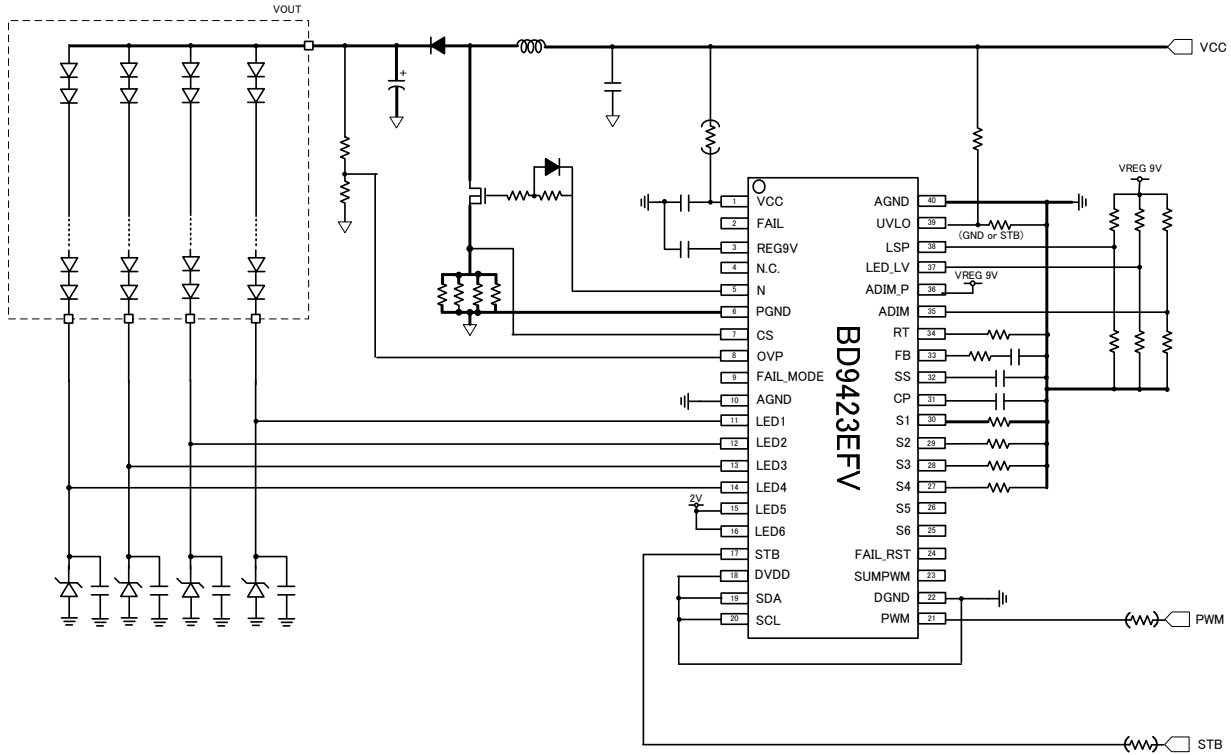 VOUT
VCC
+
VREG 9V
1 VCC
2 FAIL
3 REG9V
4 N.C.
5 N
6 PGND
7 CS
8 OVP
9 FAIL_MODE
10 AGND
11 LED1
12 LED2
13 LED3
14 LED4
2V
15 LED5
16 LED6
17 STB
18 DVDD
19 SDA
20 SCL
BD9423EFV
AGND 40
UVLO 39
(GND or STB)
LSP 38
LED_LV 37
VREG 9V
ADIM_P 36
ADIM 35
RT 34
FB 33
SS 32
CP 31
S1 30
S2 29
S3 28
S4 27
S5 26
S6 25
FAIL_RST 24
SUMPWM 23
DGND 22
PWM 21
PWM
STB